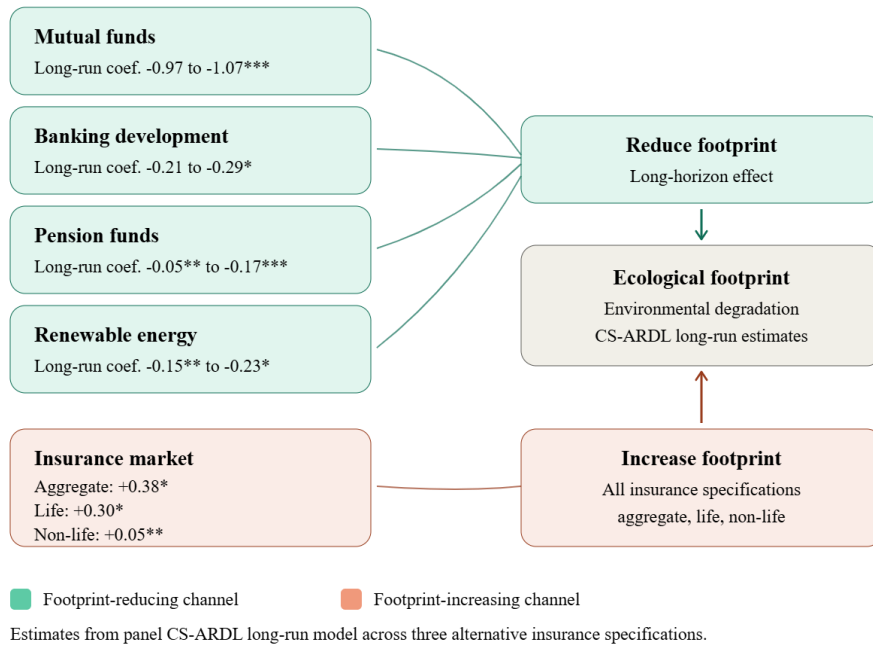 Mutual funds
Long-run coef. -0.97 to -1.07***
Banking development
Long-run coef. -0.21 to -0.29*
Pension funds
Long-run coef. -0.05** to -0.17***
Renewable energy
Long-run coef. -0.15** to -0.23*
Insurance market
Aggregate: +0.38*
Life: +0.30*
Non-life: +0.05**
Reduce footprint
Long-horizon effect
Ecological footprint
Environmental degradation
CS-ARDL long-run estimates
Increase footprint
All insurance specifications
aggregate, life, non-life
Footprint-reducing channel
Footprint-increasing channel
Estimates from panel CS-ARDL long-run model across three alternative insurance specifications.